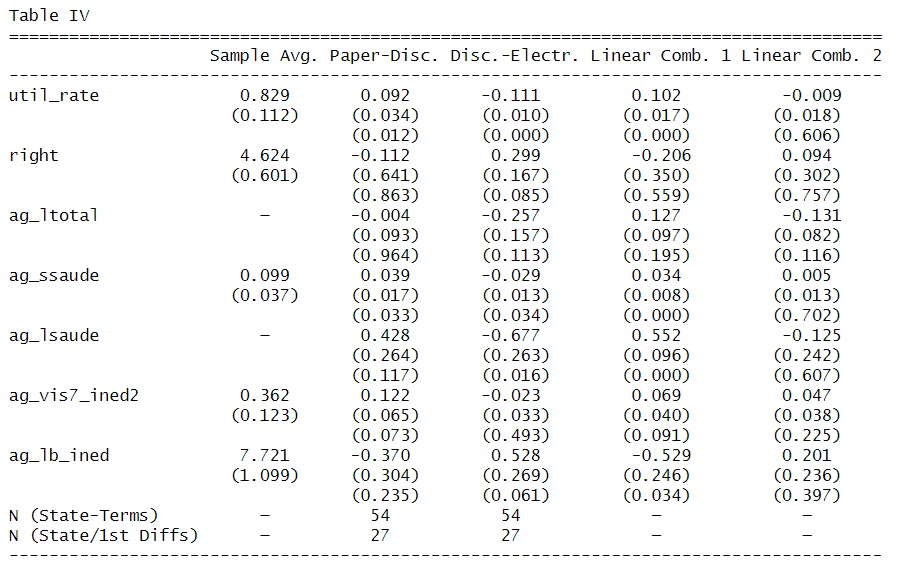 Table IV
=======================================================================================
Sample Avg. Paper-Disc. Disc.-Electr. Linear Comb. 1 Linear Comb. 2
---------------------------------------------------------------------------------------
util_rate 0.829 0.092 -0.111 0.102 -0.009
(0.112) (0.034) (0.010) (0.017) (0.018)
(0.012) (0.000) (0.000) (0.606)
right 4.624 -0.112 0.299 -0.206 0.094
(0.601) (0.641) (0.167) (0.350) (0.302)
(0.863) (0.085) (0.559) (0.757)
ag_ltotal — -0.004 -0.257 0.127 -0.131
(0.093) (0.157) (0.097) (0.082)
(0.964) (0.113) (0.195) (0.116)
ag_ssaude 0.099 0.039 -0.029 0.034 0.005
(0.037) (0.017) (0.013) (0.008) (0.013)
(0.033) (0.034) (0.000) (0.702)
ag_lsaude — 0.428 -0.677 0.552 -0.125
(0.264) (0.263) (0.096) (0.242)
(0.117) (0.016) (0.000) (0.607)
ag_vis7_ined2 0.362 0.122 -0.023 0.069 0.047
(0.123) (0.065) (0.033) (0.040) (0.038)
(0.073) (0.493) (0.091) (0.225)
ag_lb_ined 7.721 -0.370 0.528 -0.529 0.201
(1.099) (0.304) (0.269) (0.246) (0.236)
(0.235) (0.061) (0.034) (0.397)
N (State-Terms) — 54 54 — —
N (State/1st Diffs) — 27 27 — —
---------------------------------------------------------------------------------------